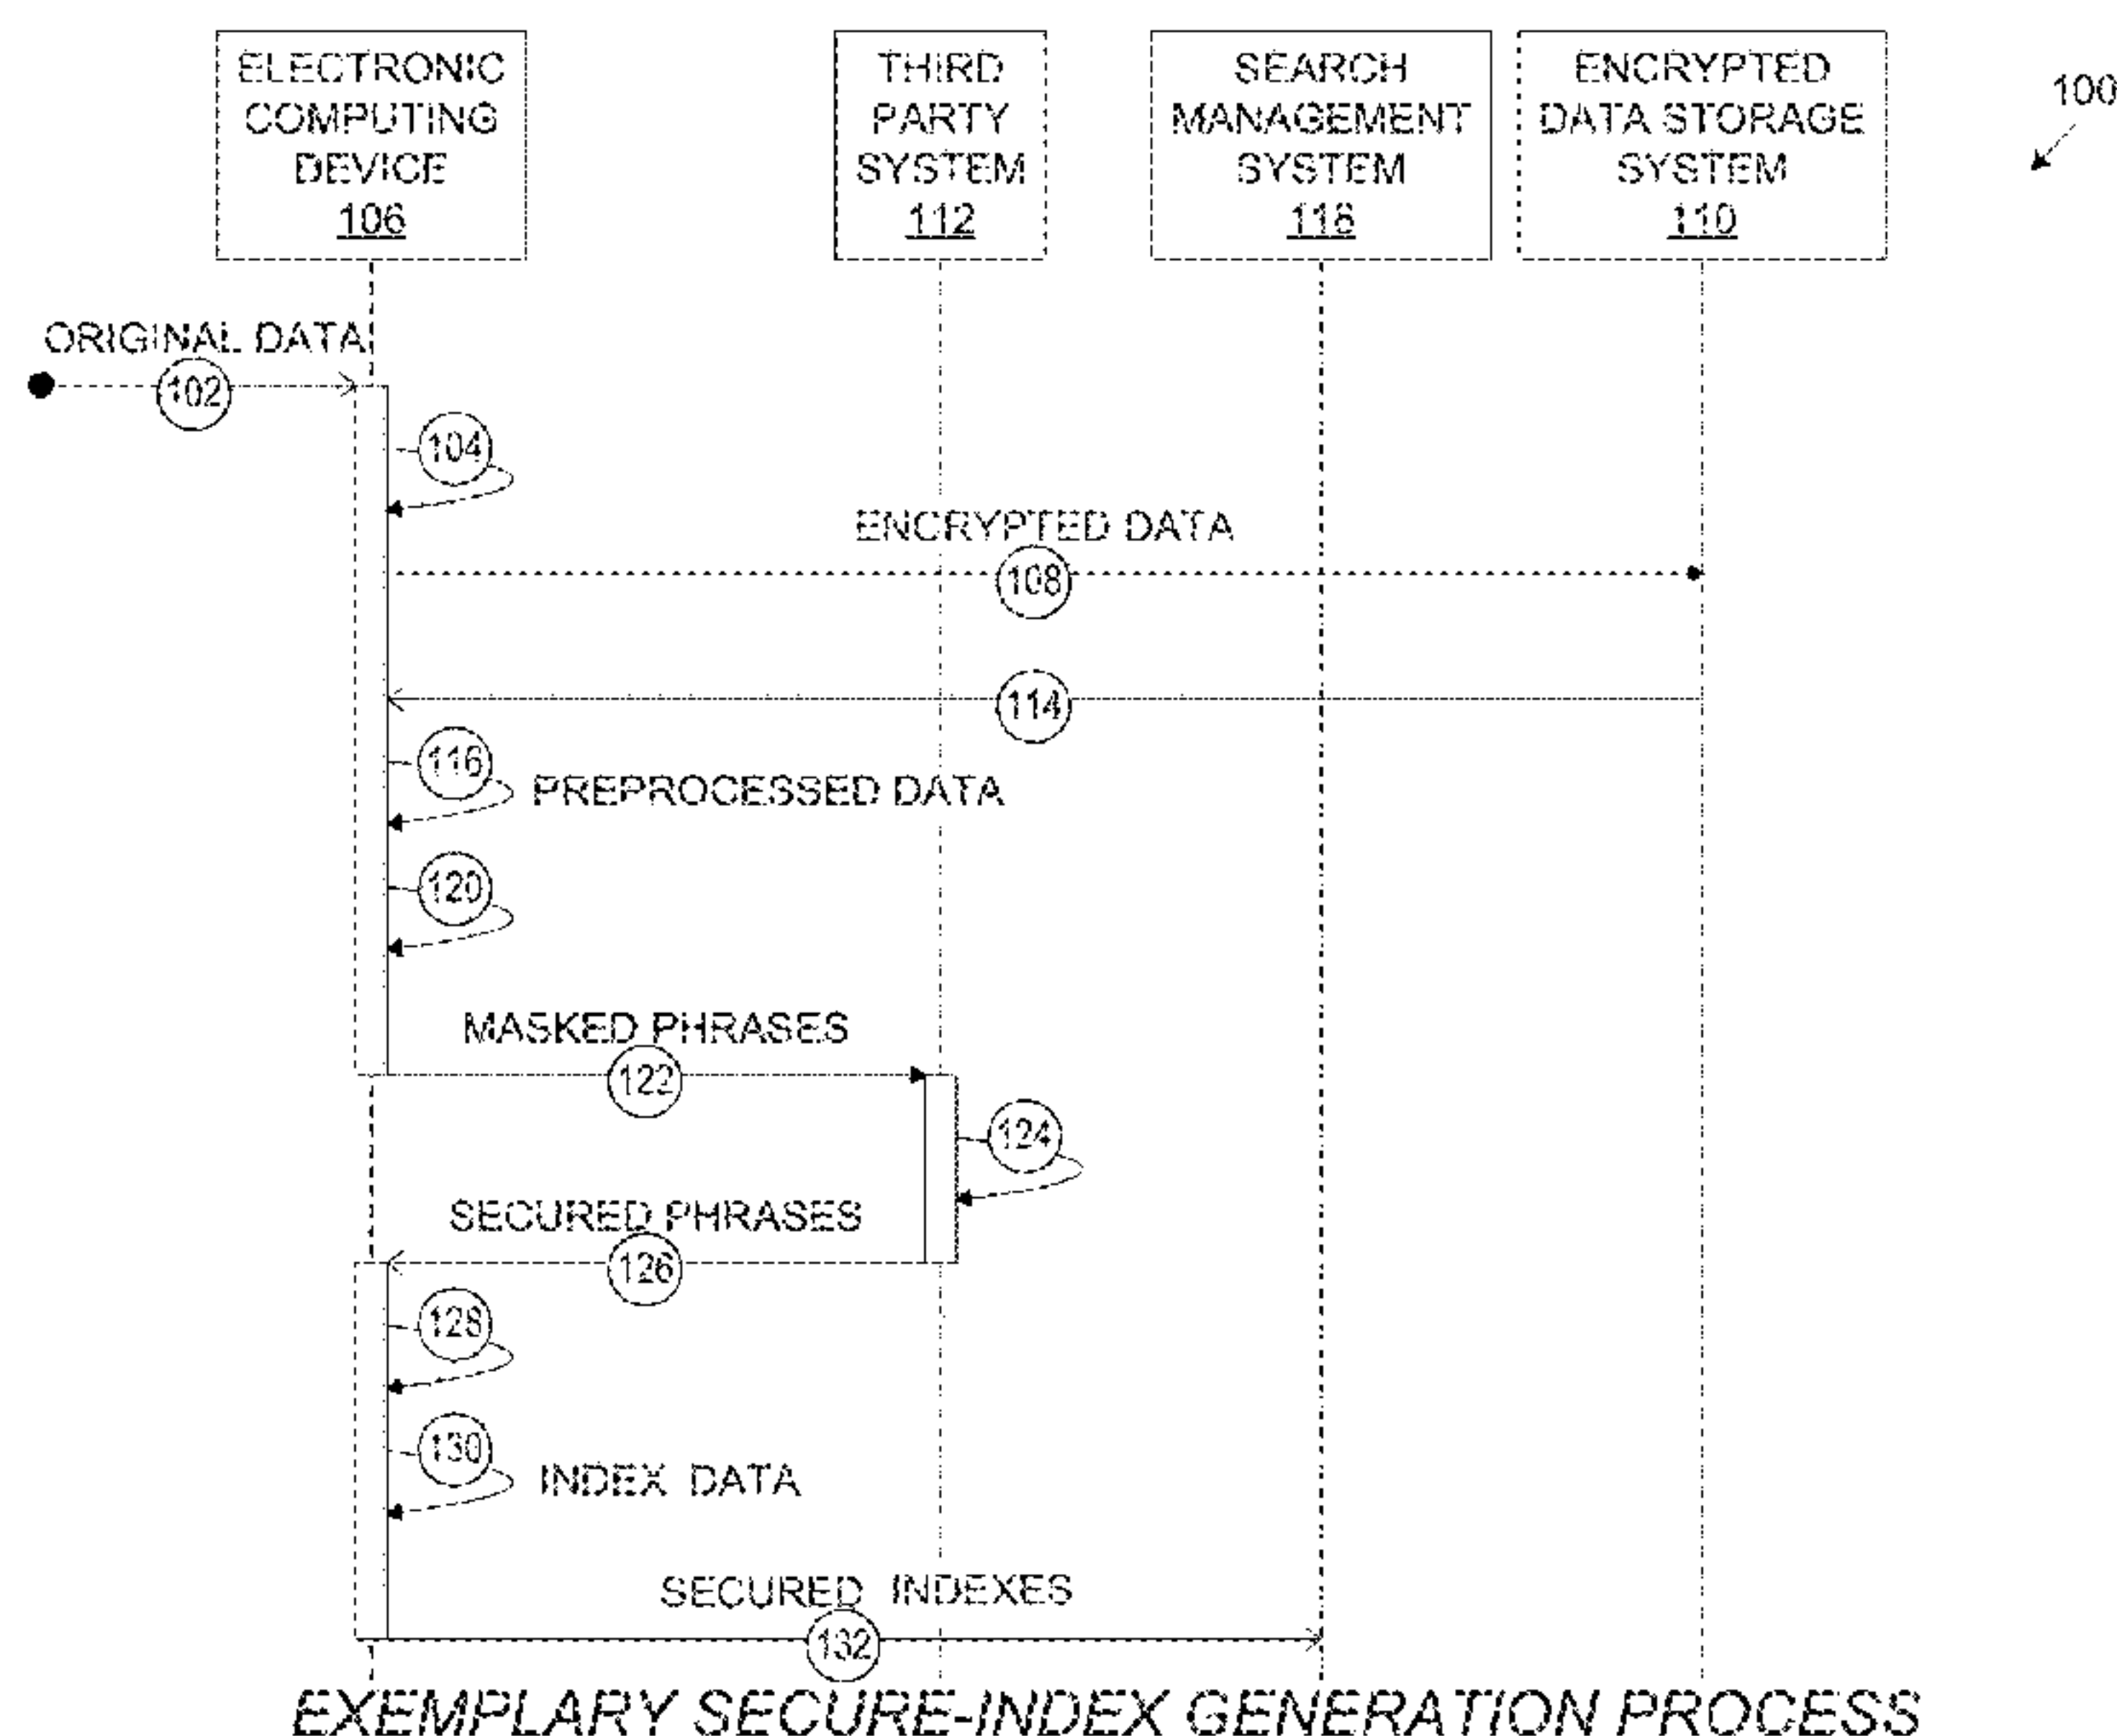 ELECTRONIC
COMPUTING
DEVICE
106
THIRD
PARTY
SYSTEM
112
SEARCH
MANAGEMENT
SYSTEM
118
ENCRYPTED
DATA STORAGE
SYSTEM
110
100
ORIGINAL DATA
102
104
ENCRYPTED DATA
108
114
116
PREPROCESSED DATA
120
MASKED PHRASES
122
124
SECURED PHRASES
126
128
130
INDEX DATA
SECURED INDEXES
132
EXEMPLARY SECURE-INDEX GENERATION PROCESS